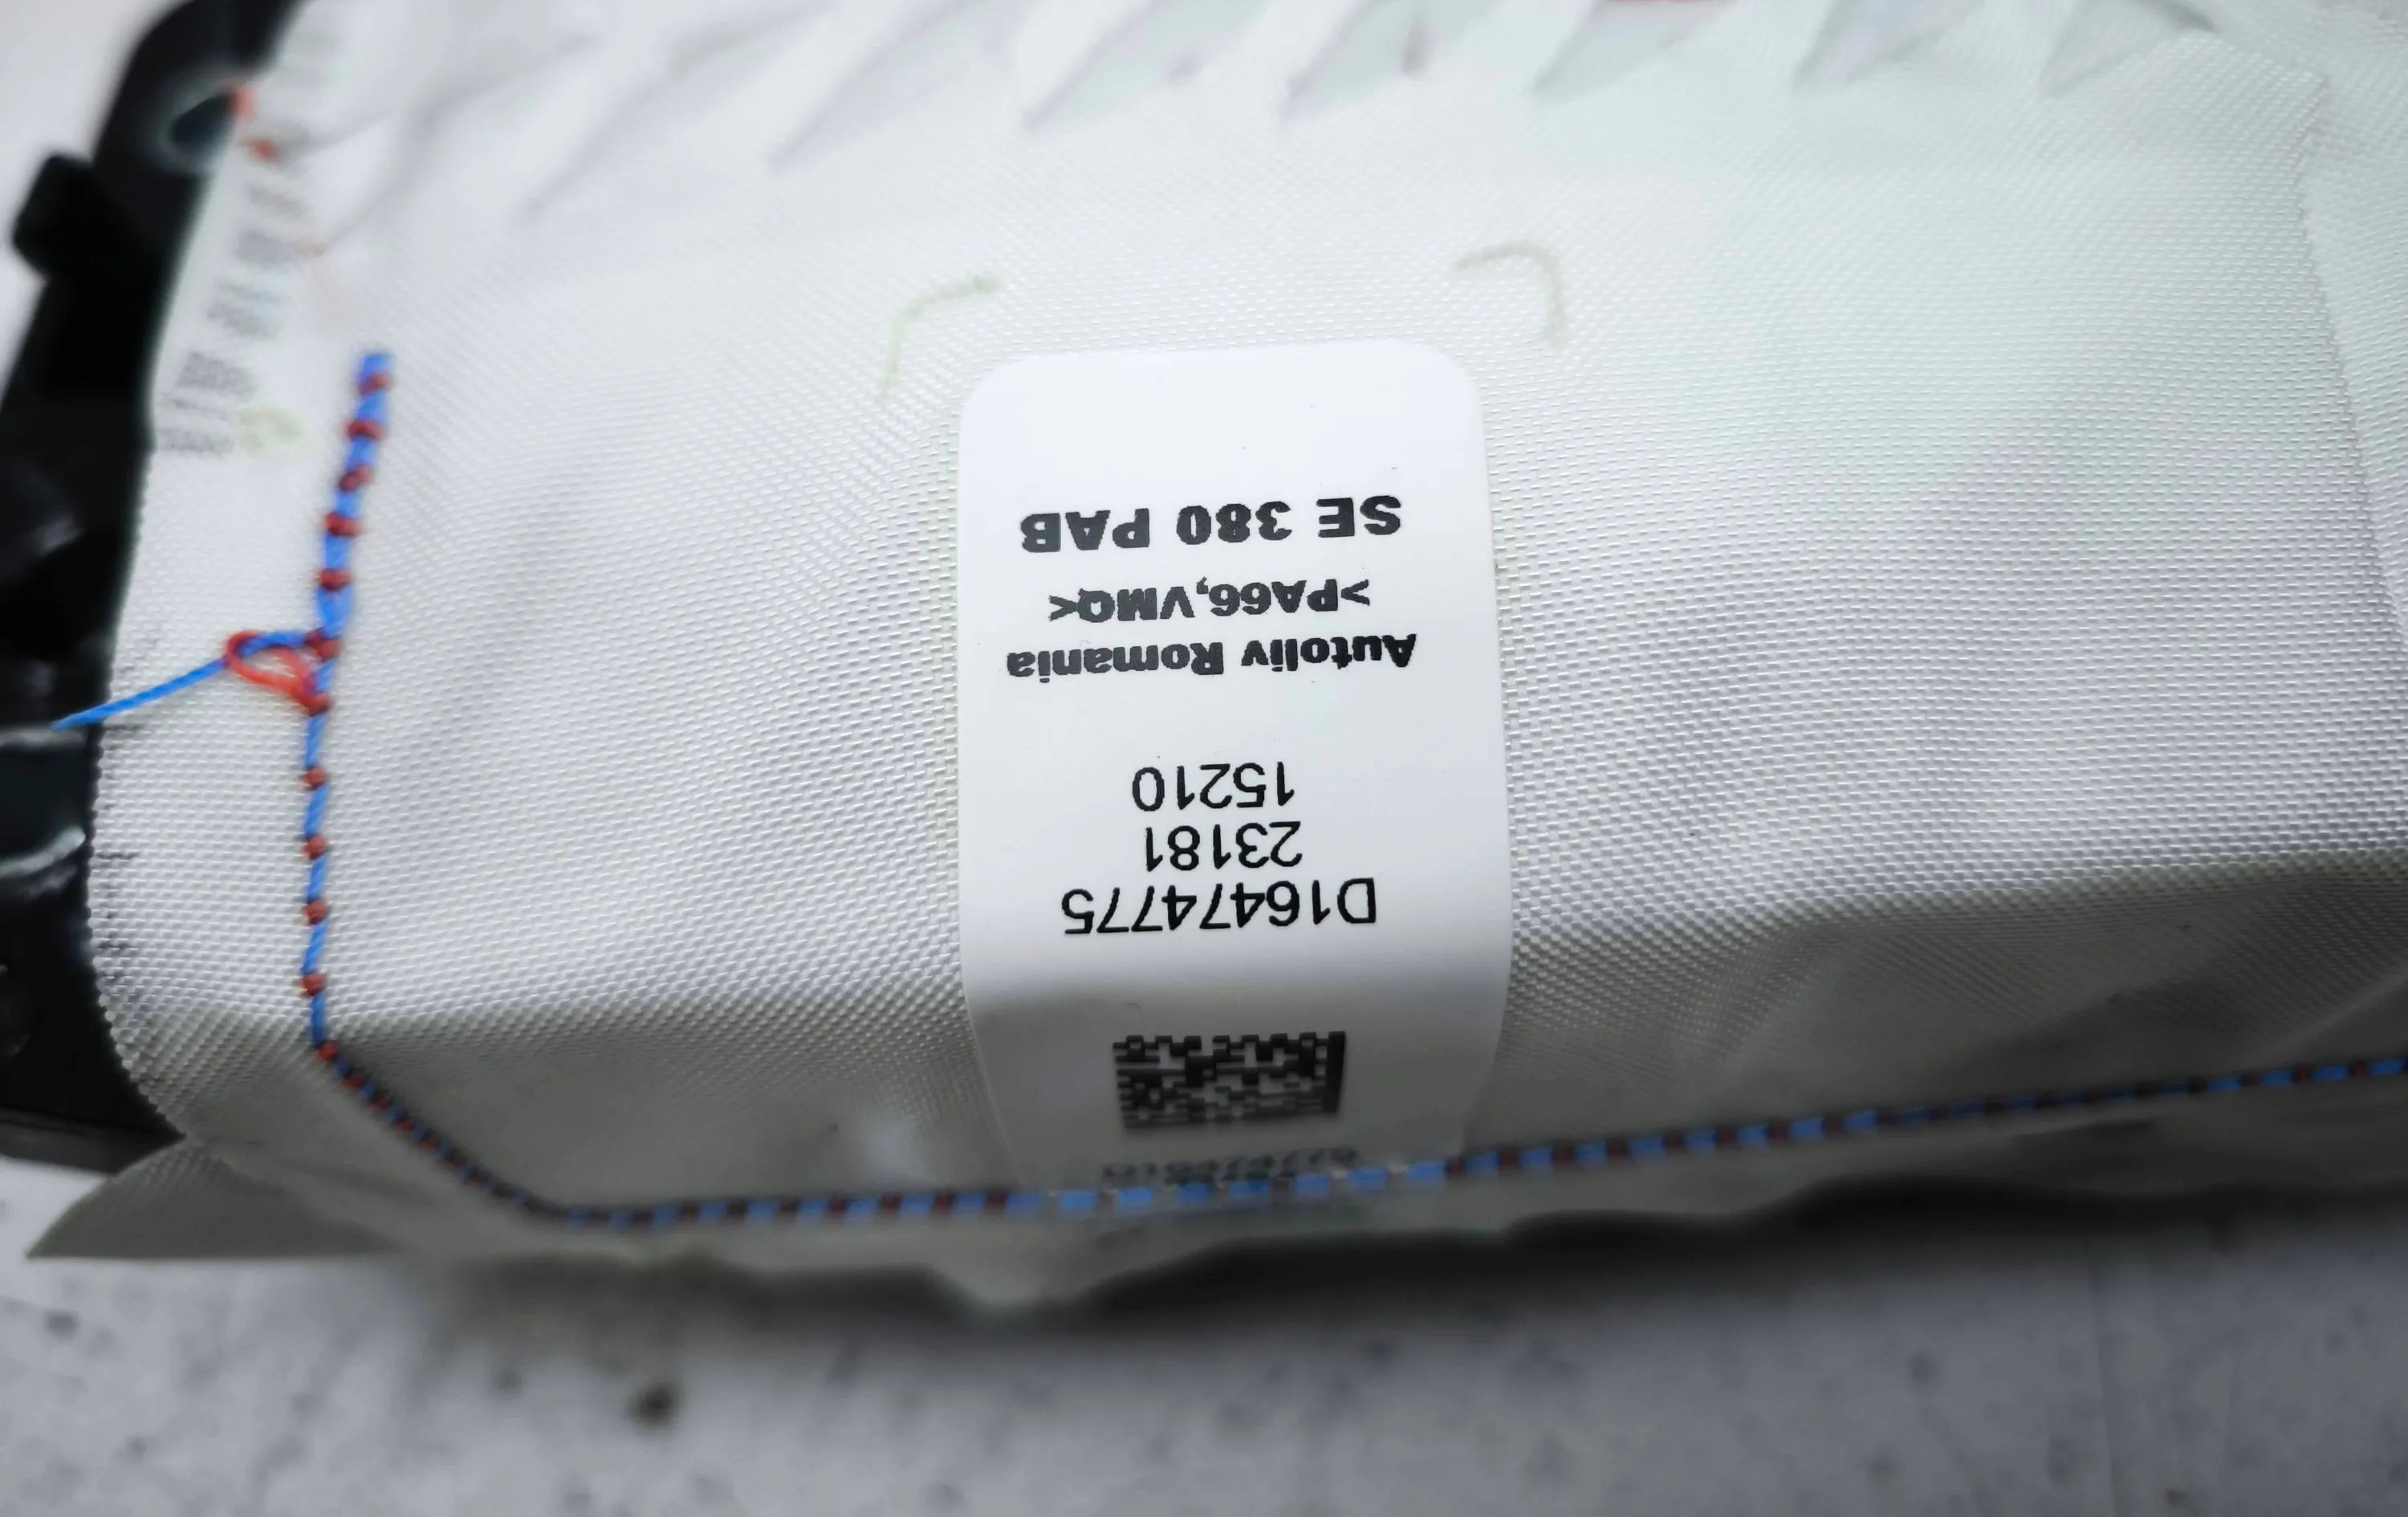 D16474775
23181
15210
Autoliv Romania
>PA66,VMQ<
SE 380 PAB